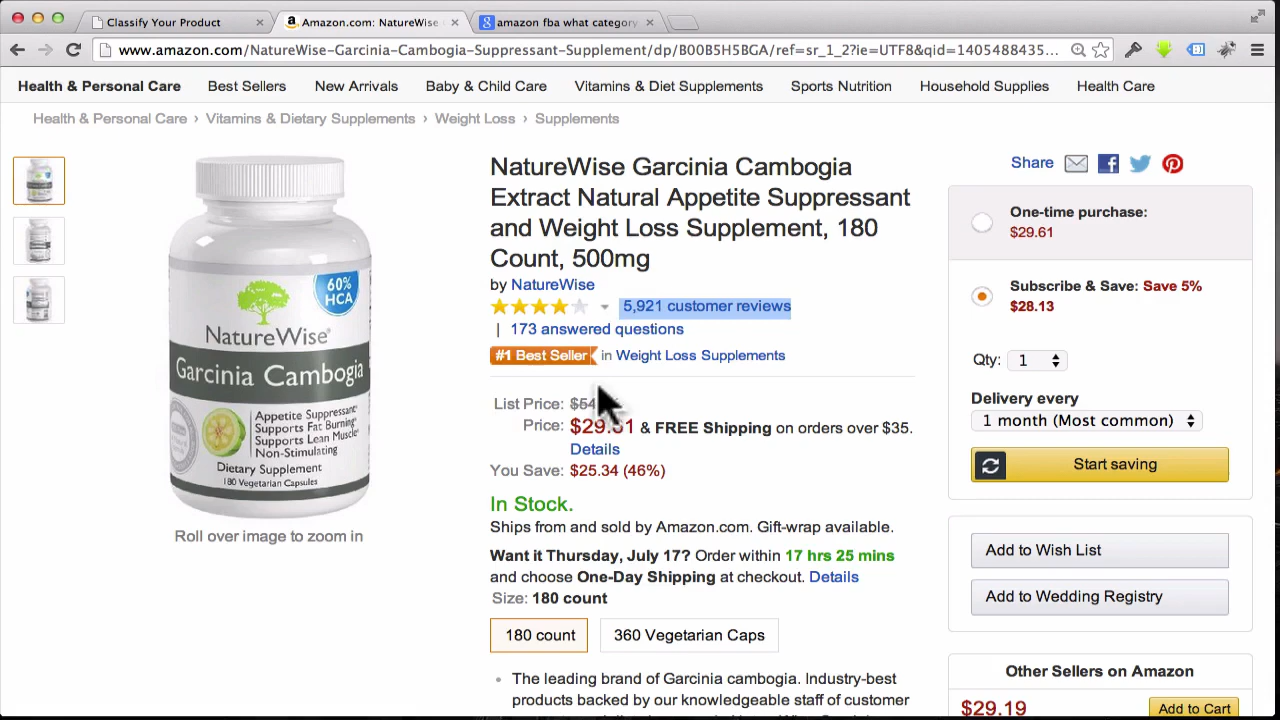 Classify Your Product
Amazon.com: NatureWise
amazon fba what category
www.amazon.com/NatureWise-Garcinia-Cambogia-Suppressant-Supplement/dp/B00B5H5BGA/ref=sr_1_2?ie=UTF8&qid=1405488435...
Health & Personal Care Best Sellers New Arrivals Baby & Child Care Vitamins & Diet Supplements Sports Nutrition Household Supplies Health Care
Health & Personal Care › Vitamins & Dietary Supplements › Weight Loss › Supplements
60%
HCA
NatureWise®
Garcinia Cambogia
Appetite Suppressant
Supports Fat Burning
Supports Lean Muscle
Non-Stimulating
Dietary Supplement
180 Vegetarian Capsules
Roll over image to zoom in
NatureWise Garcinia Cambogia
Extract Natural Appetite Suppressant
and Weight Loss Supplement, 180
Count, 500mg
by NatureWise
5,921 customer reviews
| 173 answered questions
#1 Best Seller in Weight Loss Supplements
List Price:
Price: & FREE Shipping on orders over $35.
Details
You Save: $25.34 (46%)
In Stock.
Ships from and sold by Amazon.com. Gift-wrap available.
Want it Thursday, July 17? Order within 17 hrs 25 mins
and choose One-Day Shipping at checkout. Details
Size: 180 count
180 count 360 Vegetarian Caps
• The leading brand of Garcinia cambogia. Industry-best
products backed by our knowledgeable staff of customer
Share
One-time purchase:
$29.61
Subscribe & Save: Save 5%
$28.13
Qty: 1
Delivery every
1 month (Most common)
Start saving
Add to Wish List
Add to Wedding Registry
Other Sellers on Amazon
$29.19 Add to Cart